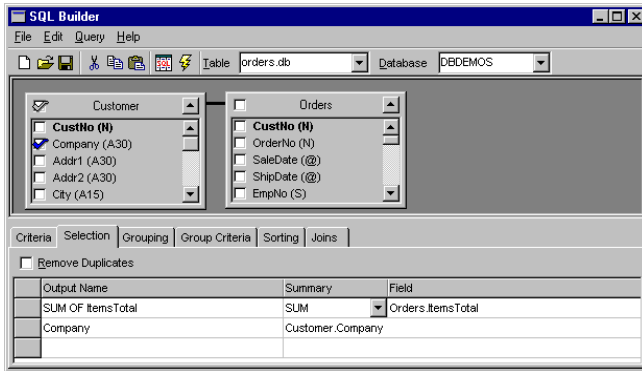 SQL Builder
File Edit Query Help
SQL Table orders.db Database DBDEMOS
Customer
CustNo (N)
Company (A30)
Addr1 (A30)
Addr2 (A30)
City (A15)
Orders
CustNo (N)
OrderNo (N)
SaleDate (@)
ShipDate (@)
EmpNo (S)
Criteria Selection Grouping Group Criteria Sorting Joins
Remove Duplicates
Output Name Summary Field
SUM OF ItemsTotal SUM Orders.ItemsTotal
Company Customer.Company